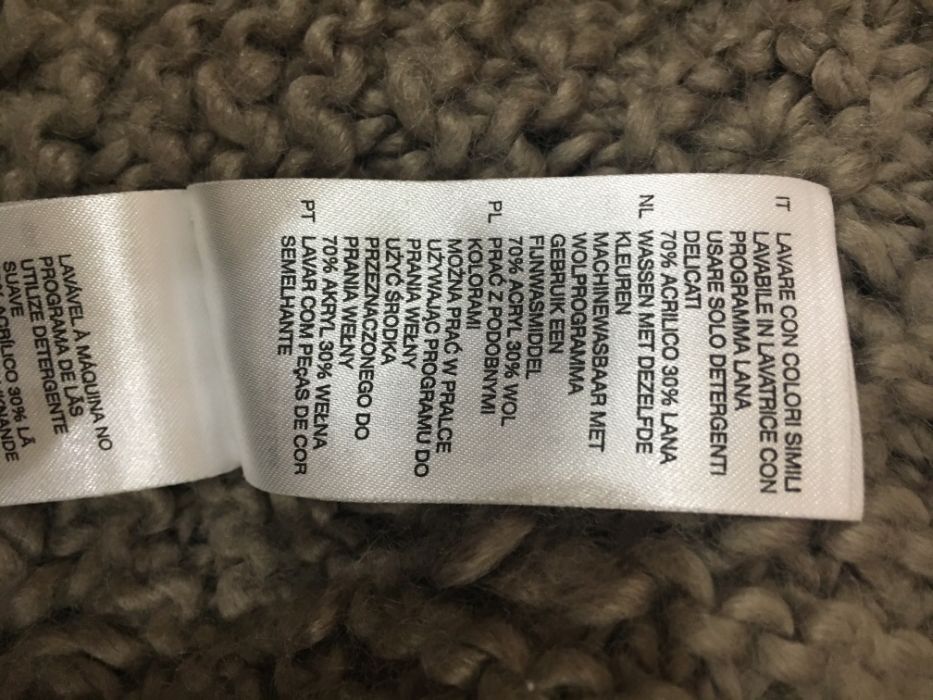 IT LAVARE CON COLORI SIMILI
LAVABILE IN LAVATRICE CON
PROGRAMMA LANA
USARE SOLO DETERGENTI
DELICATI
70% ACRILICO 30% LANA
NL WASSEN MET DEZELFDE
KLEUREN
MACHINEWASBAAR MET
WOLPROGRAMMA
GEBRUIK EEN
FIJNWASMIDDEL
70% ACRYL 30% WOL
PL PRAĆ Z PODOBNYMI
KOLORAMI
MOŻNA PRAĆ W PRALCE
UŻYWAJĄC PROGRAMU DO
PRANIA WEŁNY
UŻYĆ ŚRODKA
PRZEZNACZONEGO DO
PRANIA WEŁNY
70% AKRYL 30% WEŁNA
PT LAVAR COM PEçAS DE COR
SEMELHANTE
LAVÁVEL À MÁQUINA NO
PROGRAMA DE LÃS
UTILIZE DETERGENTE
SUAVE
ACRÍLICO 30% LÃ